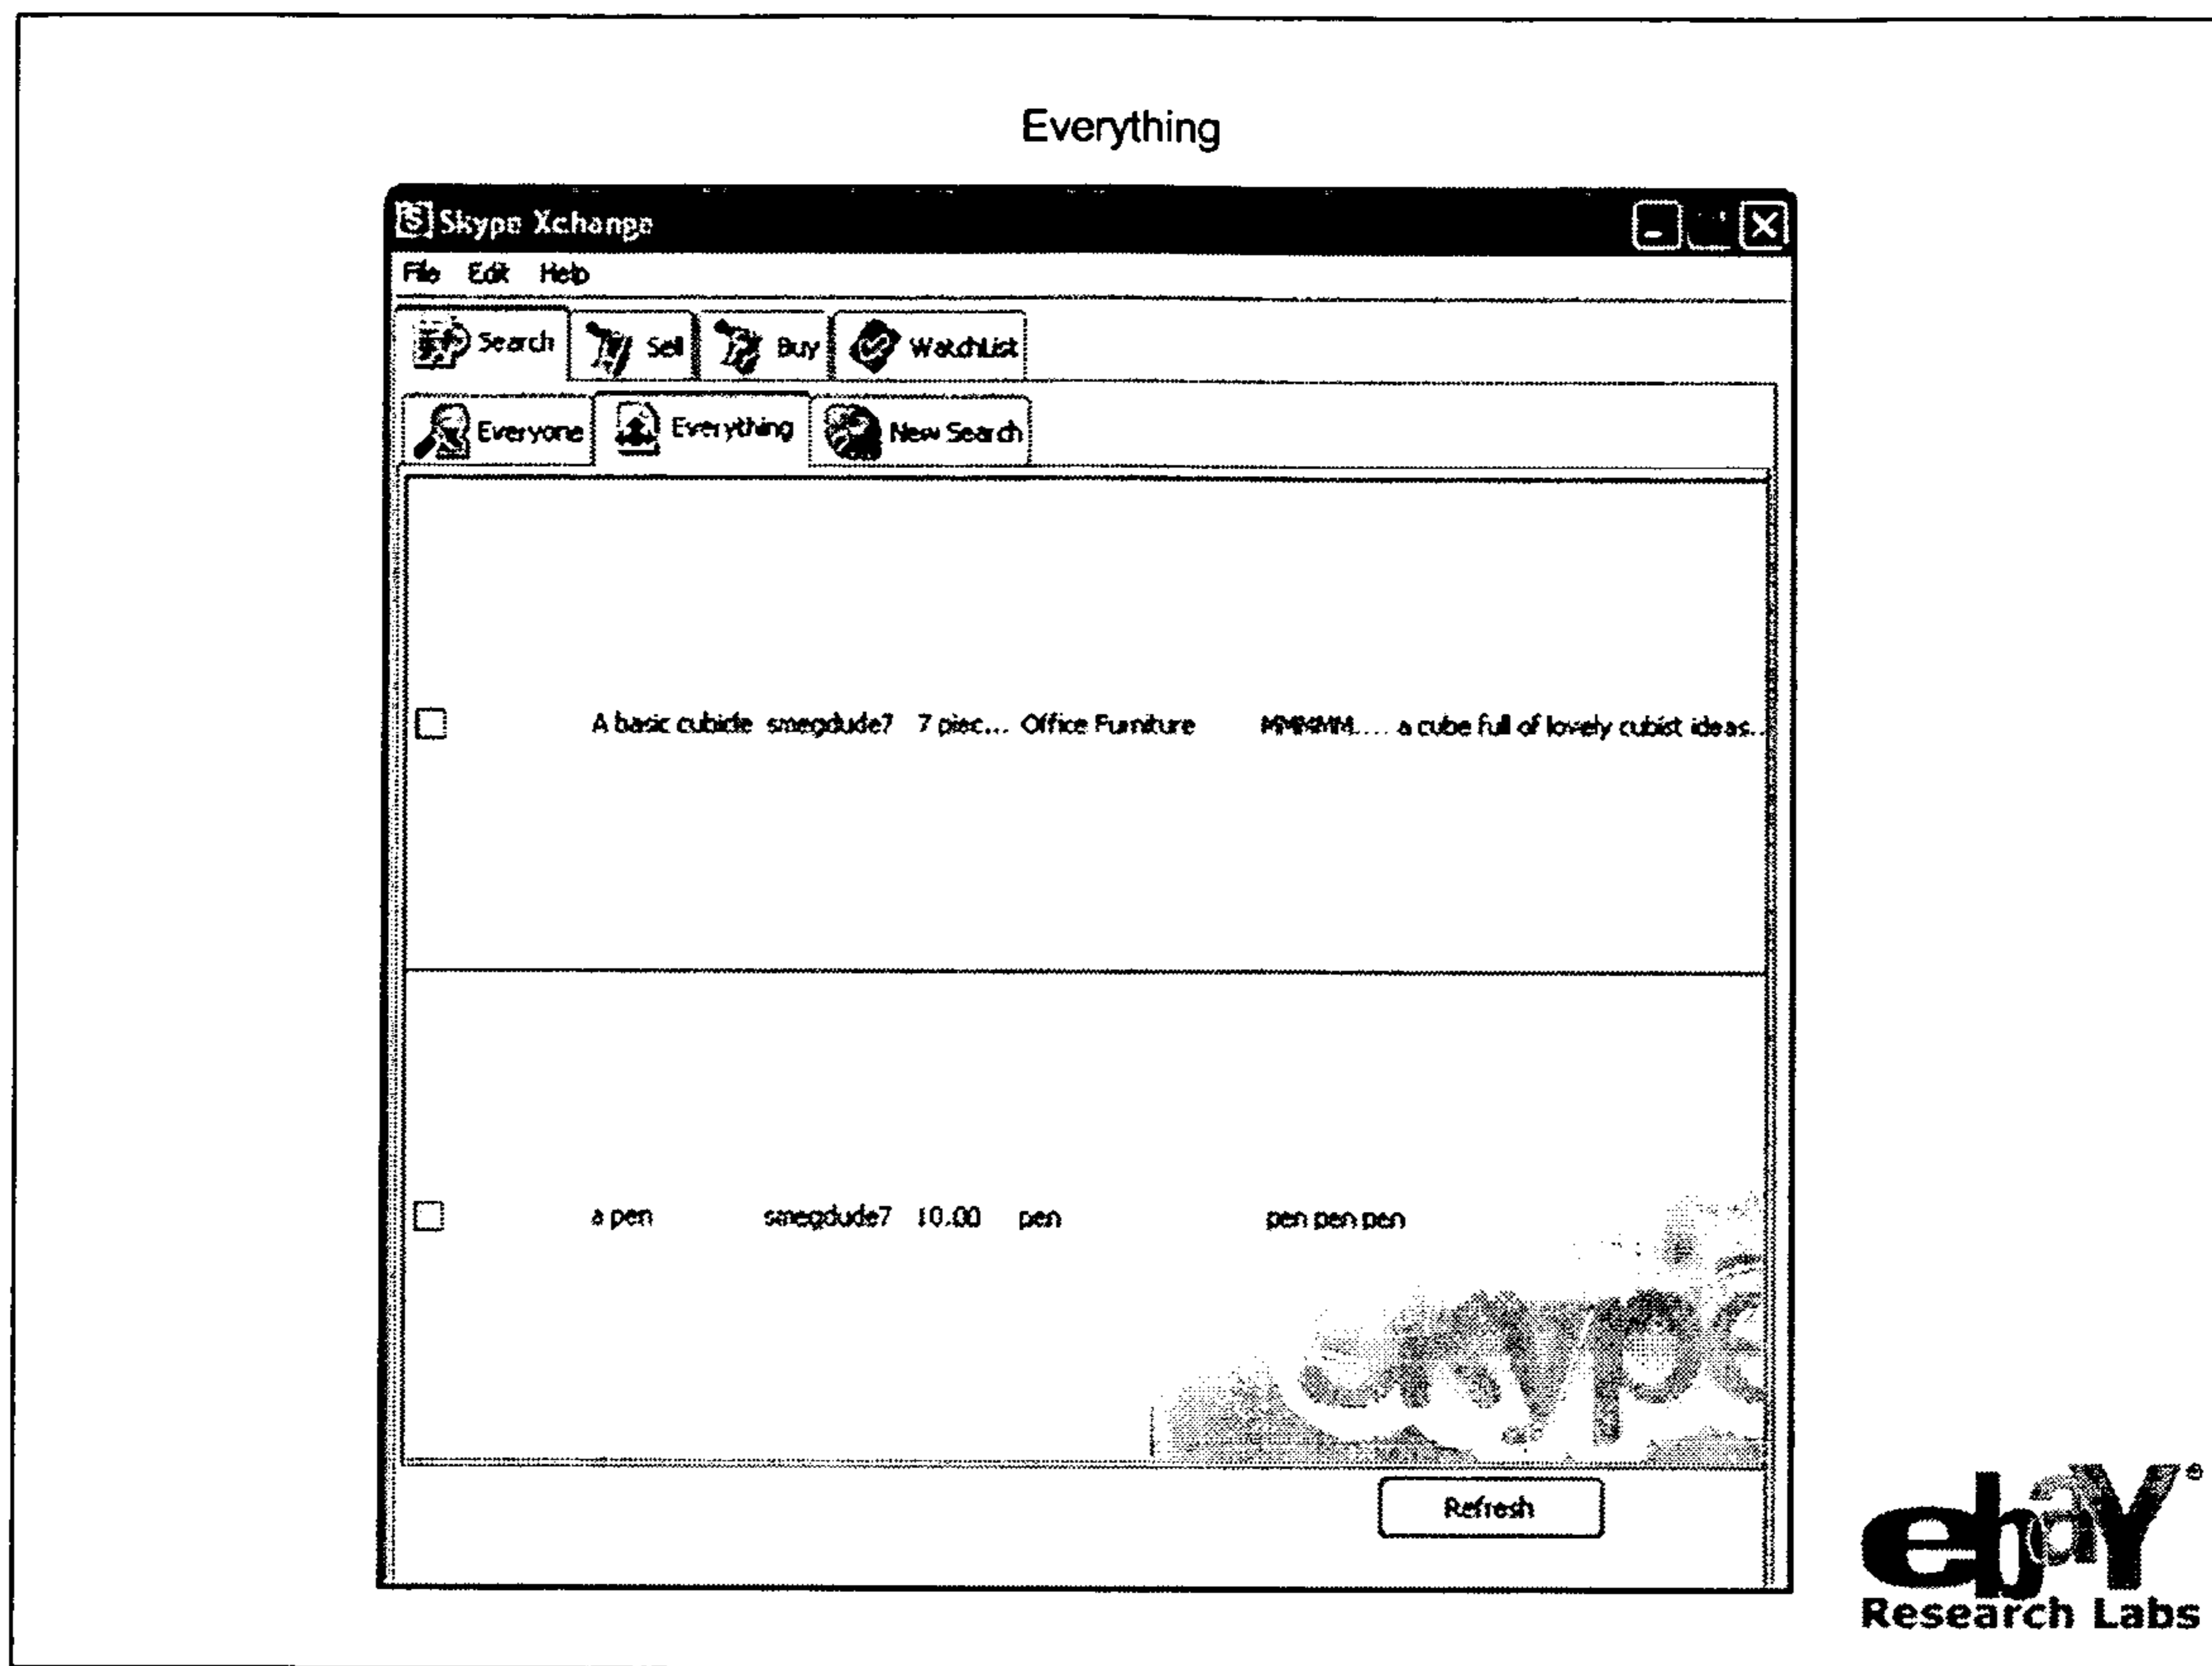 Everything
Skype Xchange
File Edit Help
Search Sell Buy WatchList
Everyone Everything New Search
A basic cubicle smegdude7 7 piec... Office Furniture MMMMM.... a cube full of lovely cubist ideas..
a pen smegdude7 10.00 pen pen pen pen
skype
Refresh
ebaY®
Research Labs